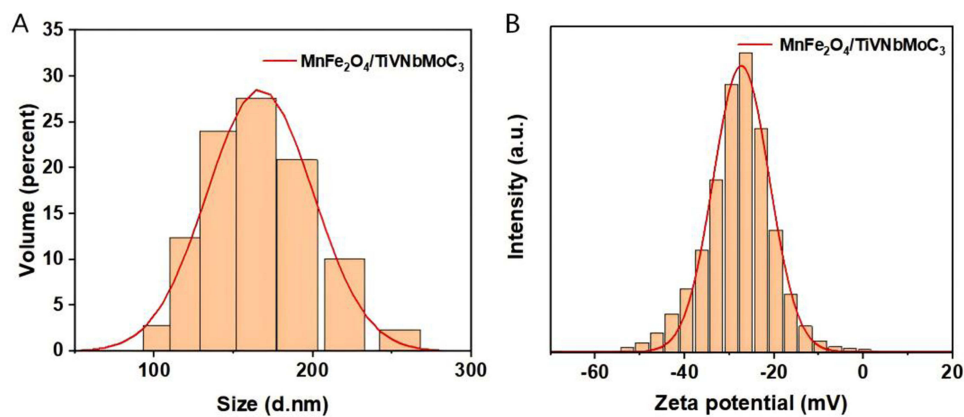 A
MnFe₂O₄/TiVNbMoC₃
Volume (percent)
35
30
25
20
15
10
5
0
100
200
300
Size (d.nm)
B
MnFe₂O₄/TiVNbMoC₃
Intensity (a.u.)
-60
-40
-20
0
20
Zeta potential (mV)